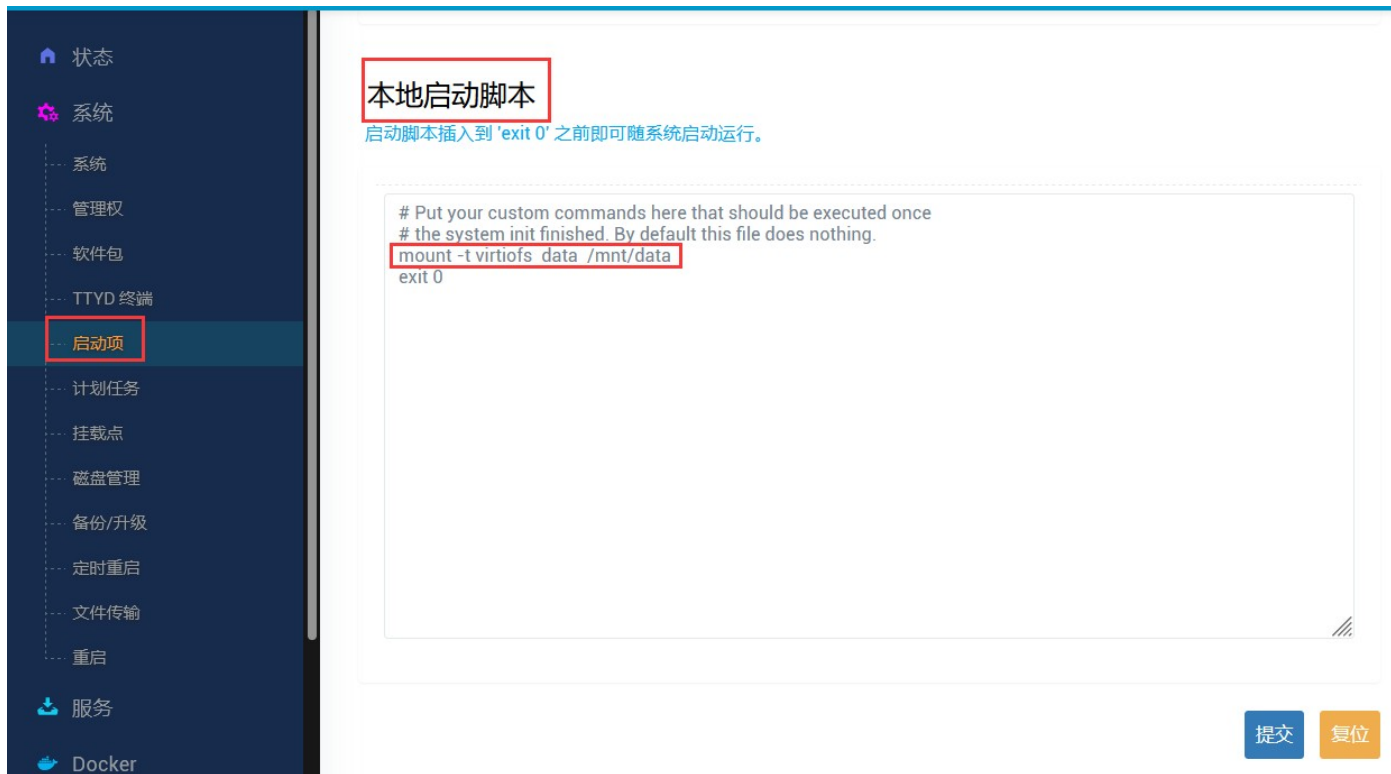 状态
系统
系统
管理权
软件包
TTYD 终端
启动项
计划任务
挂载点
磁盘管理
备份/升级
定时重启
文件传输
重启
服务
Docker
本地启动脚本
启动脚本插入到 'exit 0' 之前即可随系统启动运行。
# Put your custom commands here that should be executed once
# the system init finished. By default this file does nothing.
mount -t virtiofs  data  /mnt/data
exit 0
提交
复位